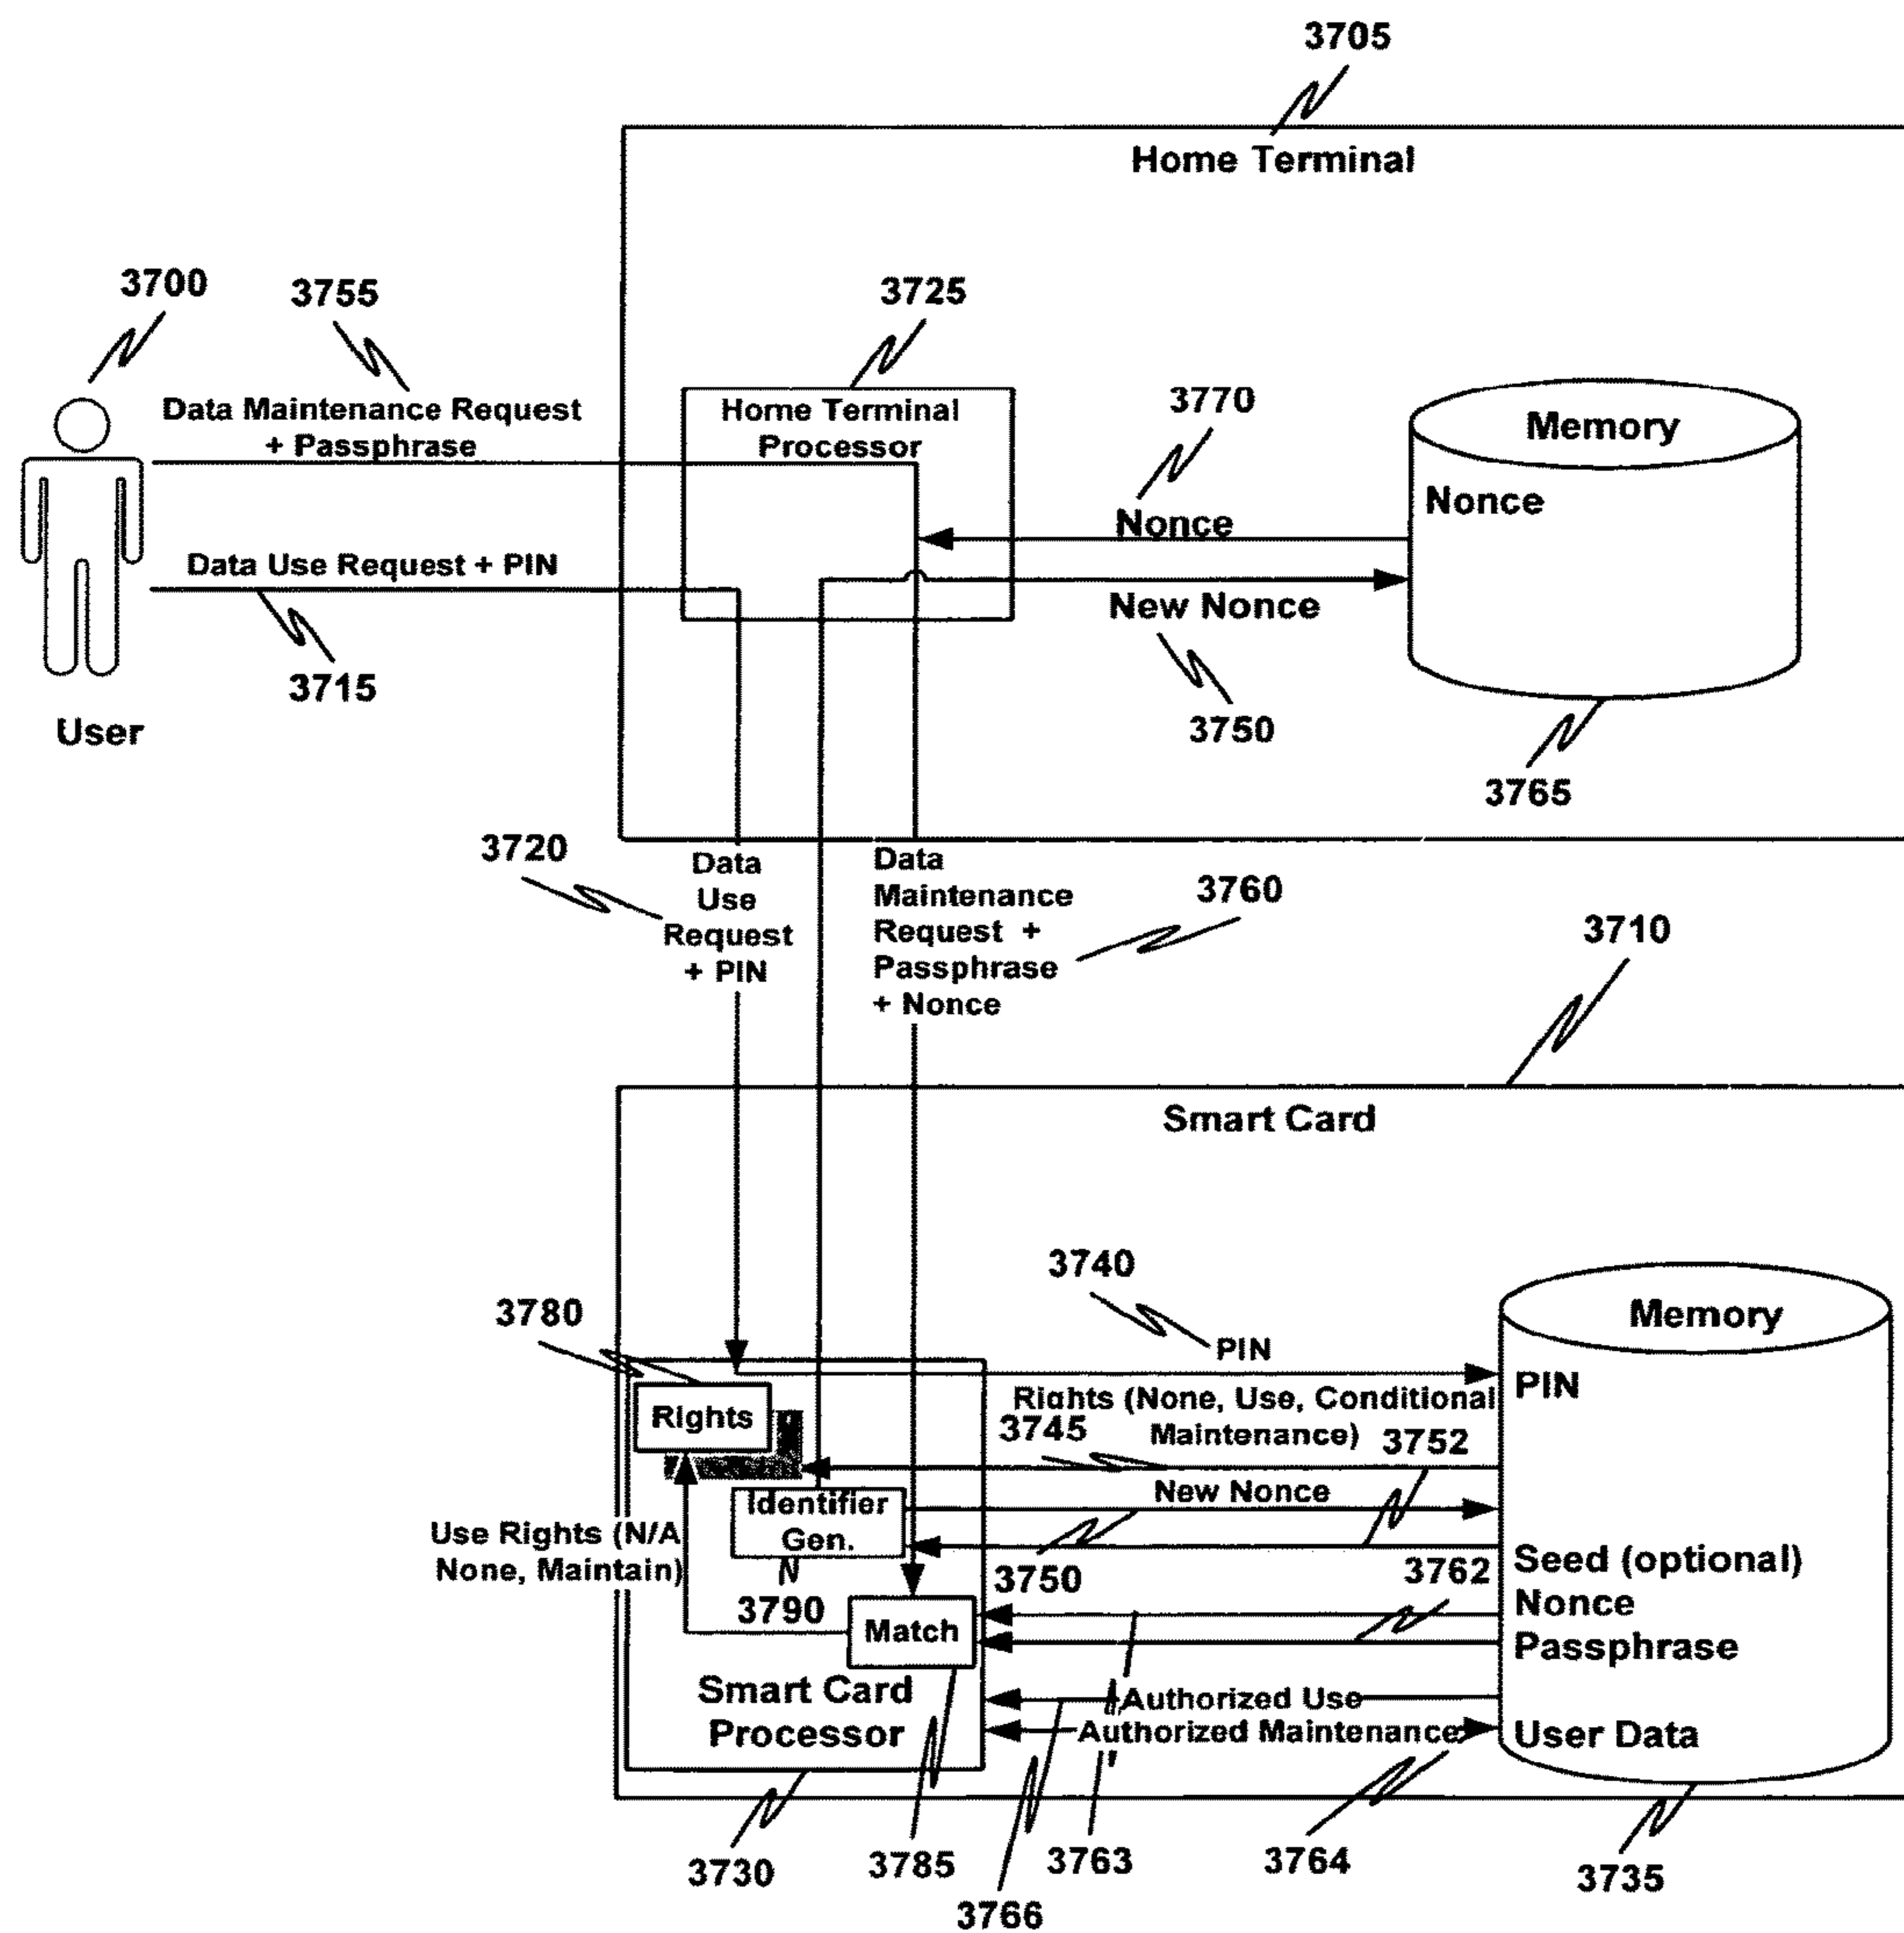 3705
Home Terminal
3700
3755
3725
Data Maintenance Request
+ Passphrase
Home Terminal
Processor
3770
Memory
Nonce
Nonce
Data Use Request + PIN
New Nonce
3715
3750
User
3765
3720
Data
Use
Request
+ PIN
Data
Maintenance
Request +
Passphrase
+ Nonce
3760
3710
Smart Card
3740
3780
PIN
Memory
PIN
Rights
Rights (None, Use, Conditional
Maintenance)
3745
3752
New Nonce
Identifier
Gen.
Use Rights (N/A
None, Maintain)
3750
3762
Seed (optional)
Nonce
Passphrase
3790
Match
Smart Card
Processor
Authorized Use
Authorized Maintenance
User Data
3730
3785
3763
3764
3735
3766